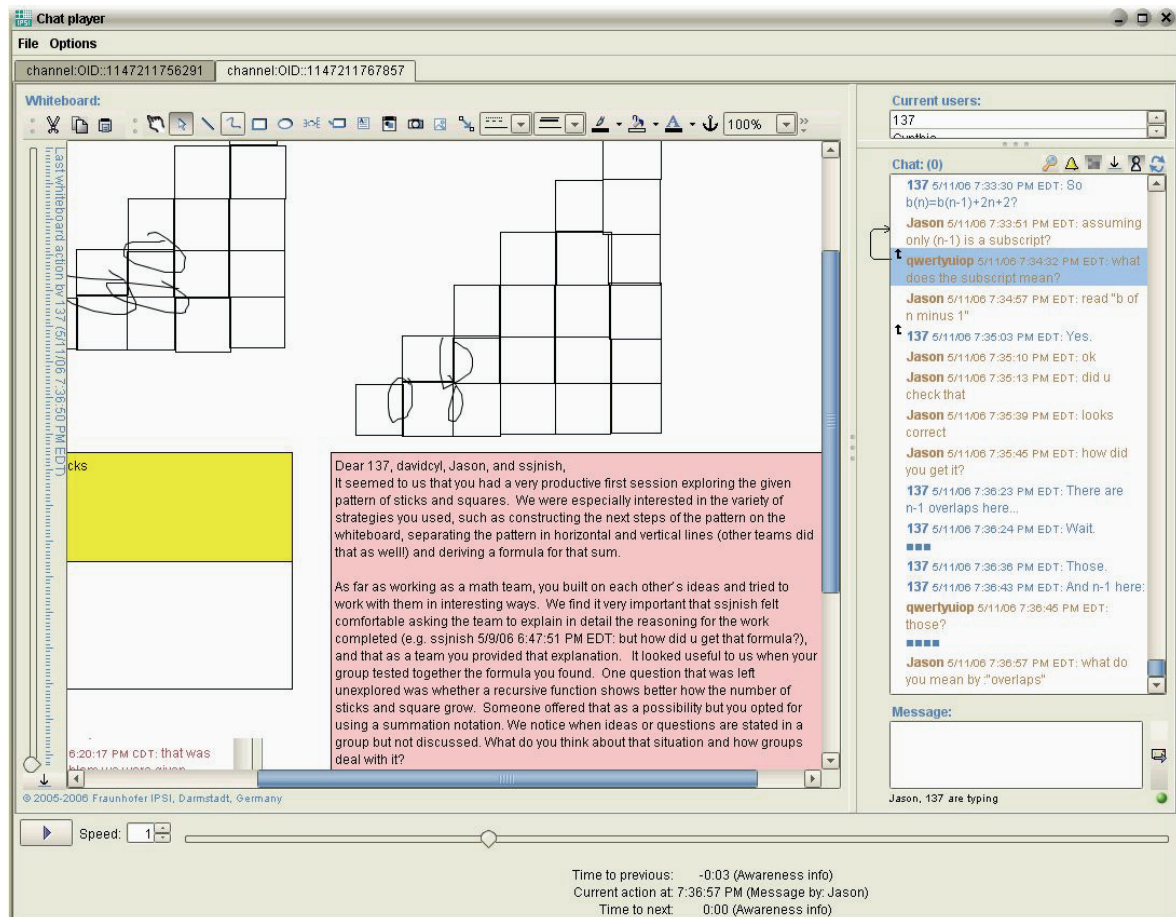 Chat player
File Options
channel:OID::1147211756291 channel:OID::1147211767857
Whiteboard:
100%
Last whiteboard action by 137 (5/11/06 7:36:50 PM EDT)
cks
Dear 137, davidcyl, Jason, and ssjnish,
It seemed to us that you had a very productive first session exploring the given
pattern of sticks and squares. We were especially interested in the variety of
strategies you used, such as constructing the next steps of the pattern on the
whiteboard, separating the pattern in horizontal and vertical lines (other teams did
that as well!) and deriving a formula for that sum.
As far as working as a math team, you built on each other's ideas and tried to
work with them in interesting ways. We find it very important that ssjnish felt
comfortable asking the team to explain in detail the reasoning for the work
completed (e.g. ssjnish 5/9/06 6:47:51 PM EDT: but how did u get that formula?),
and that as a team you provided that explanation. It looked useful to us when your
group tested together the formula you found. One question that was left
unexplored was whether a recursive function shows better how the number of
sticks and square grow. Someone offered that as a possibility but you opted for
using a summation notation. We notice when ideas or questions are stated in a
group but not discussed. What do you think about that situation and how groups
deal with it?
6:20:17 PM CDT: that was
© 2005-2006 Fraunhofer IPSI, Darmstadt, Germany
Current users:
137
Chat: (0)
137 5/11/06 7:33:30 PM EDT: So
b(n)=b(n-1)+2n+2?
Jason 5/11/06 7:33:51 PM EDT: assuming
only (n-1) is a subscript?
qwertyuiop 5/11/06 7:34:32 PM EDT: what
does the subscript mean?
Jason 5/11/06 7:34:57 PM EDT: read "b of
n minus 1"
137 5/11/06 7:35:03 PM EDT: Yes.
Jason 5/11/06 7:35:10 PM EDT: ok
Jason 5/11/06 7:35:13 PM EDT: did u
check that
Jason 5/11/06 7:35:39 PM EDT: looks
correct
Jason 5/11/06 7:35:45 PM EDT: how did
you get it?
137 5/11/06 7:36:23 PM EDT: There are
n-1 overlaps here...
137 5/11/06 7:36:24 PM EDT: Wait.
137 5/11/06 7:36:36 PM EDT: Those.
137 5/11/06 7:36:43 PM EDT: And n-1 here:
qwertyuiop 5/11/06 7:36:45 PM EDT:
those?
Jason 5/11/06 7:36:57 PM EDT: what do
you mean by :"overlaps"
Message:
Jason, 137 are typing
Speed: 1
Time to previous: -0:03 (Awareness info)
Current action at: 7:36:57 PM (Message by: Jason)
Time to next: 0:00 (Awareness info)